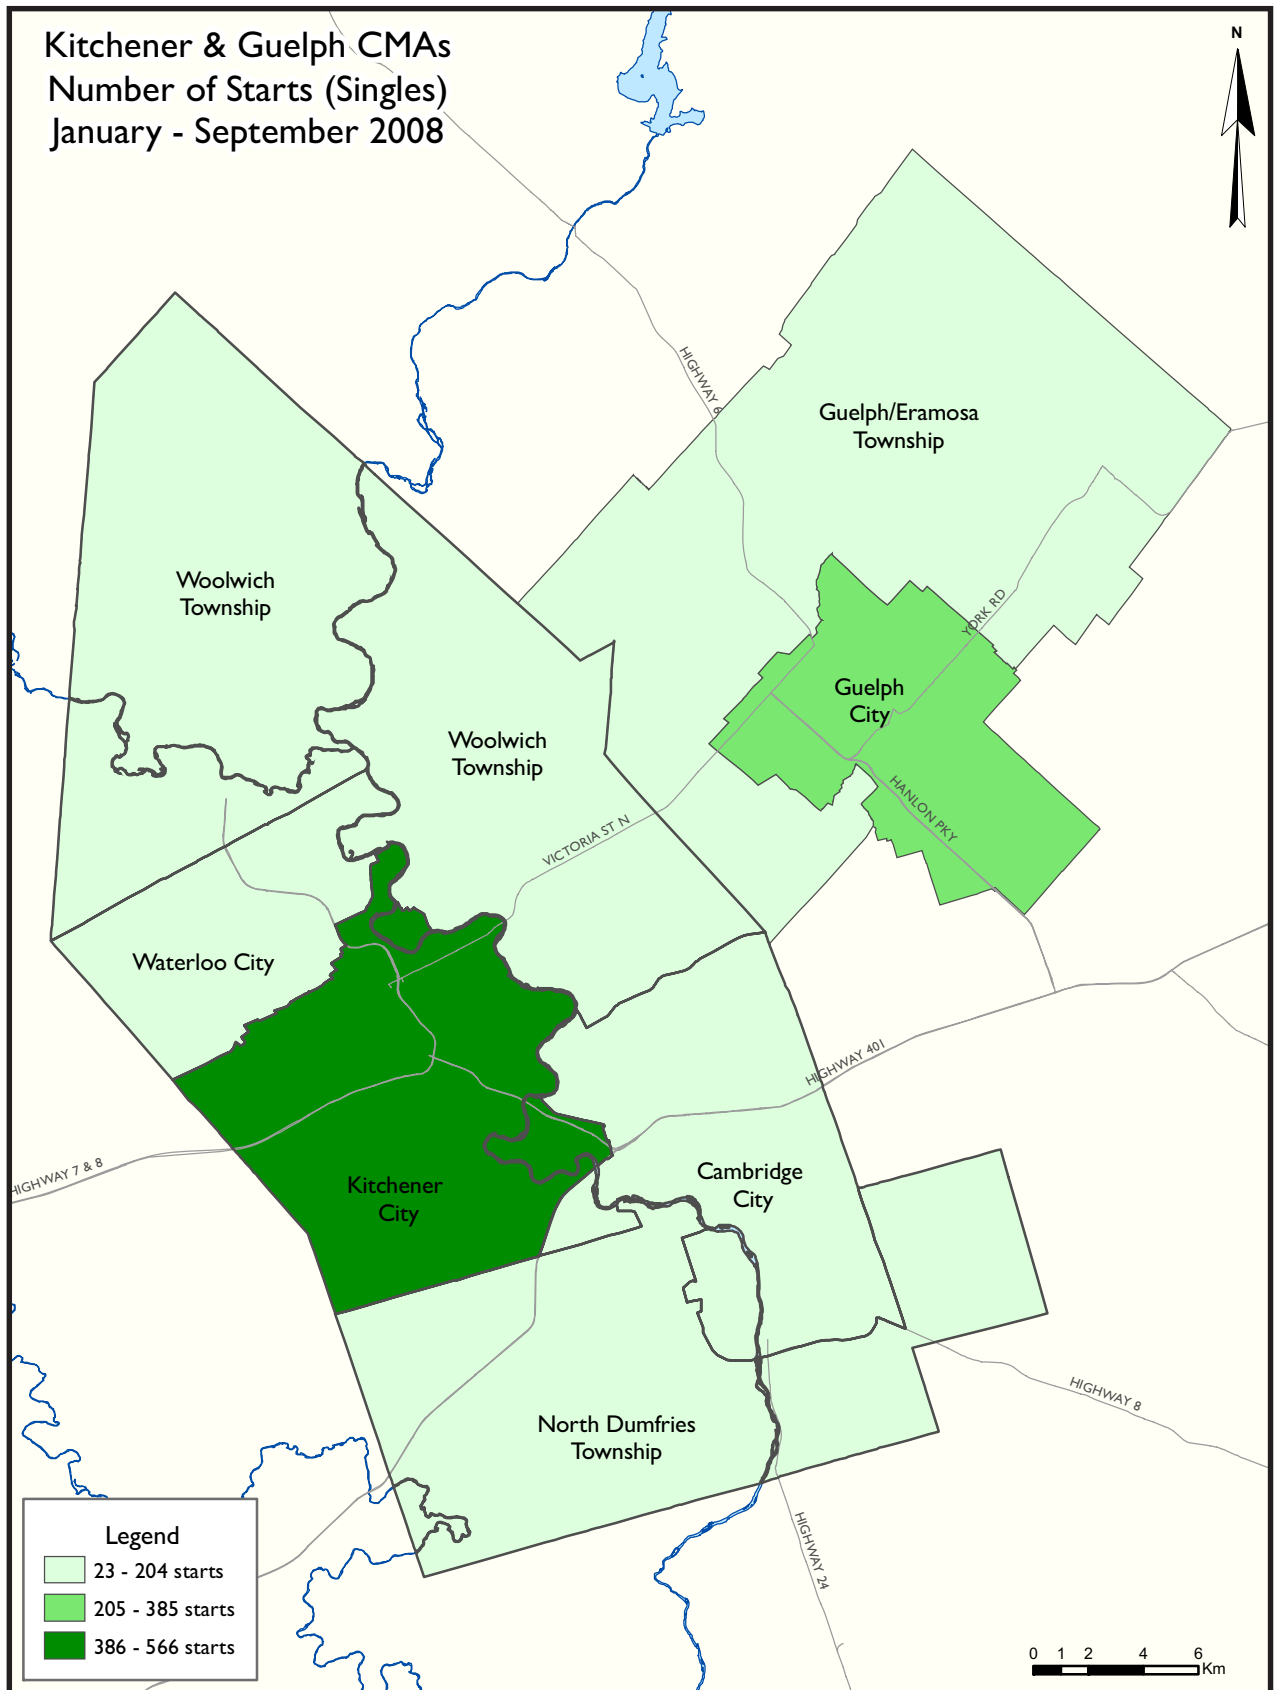 Kitchener & Guelph CMAs
Number of Starts (Singles)
January - September 2008
N
HIGHWAY 6
Guelph/Eramosa
Township
Woolwich
Township
YORK RD
Guelph
City
Woolwich
Township
HANLON PKY
VICTORIA ST N
Waterloo City
HIGHWAY 401
HIGHWAY 7 & 8
Kitchener
City
Cambridge
City
HIGHWAY 8
North Dumfries
Township
HIGHWAY 24
Legend
23 - 204 starts
205 - 385 starts
386 - 566 starts
0 1 2 4 6
Km